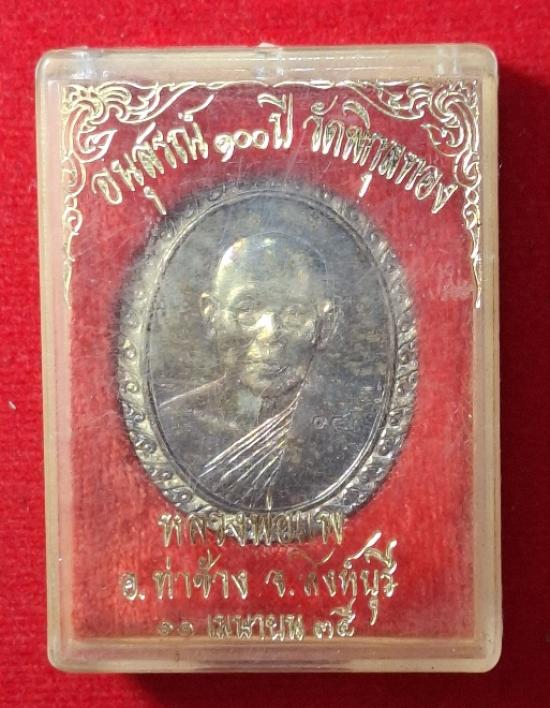 อนุสรณ์ ๑๐๐ ปี วัดพิกุลทอง
หลวงพ่อแพ
อ.ท่าช้าง จ.สิงห์บุรี
๑๑ เมษายน ๓๕